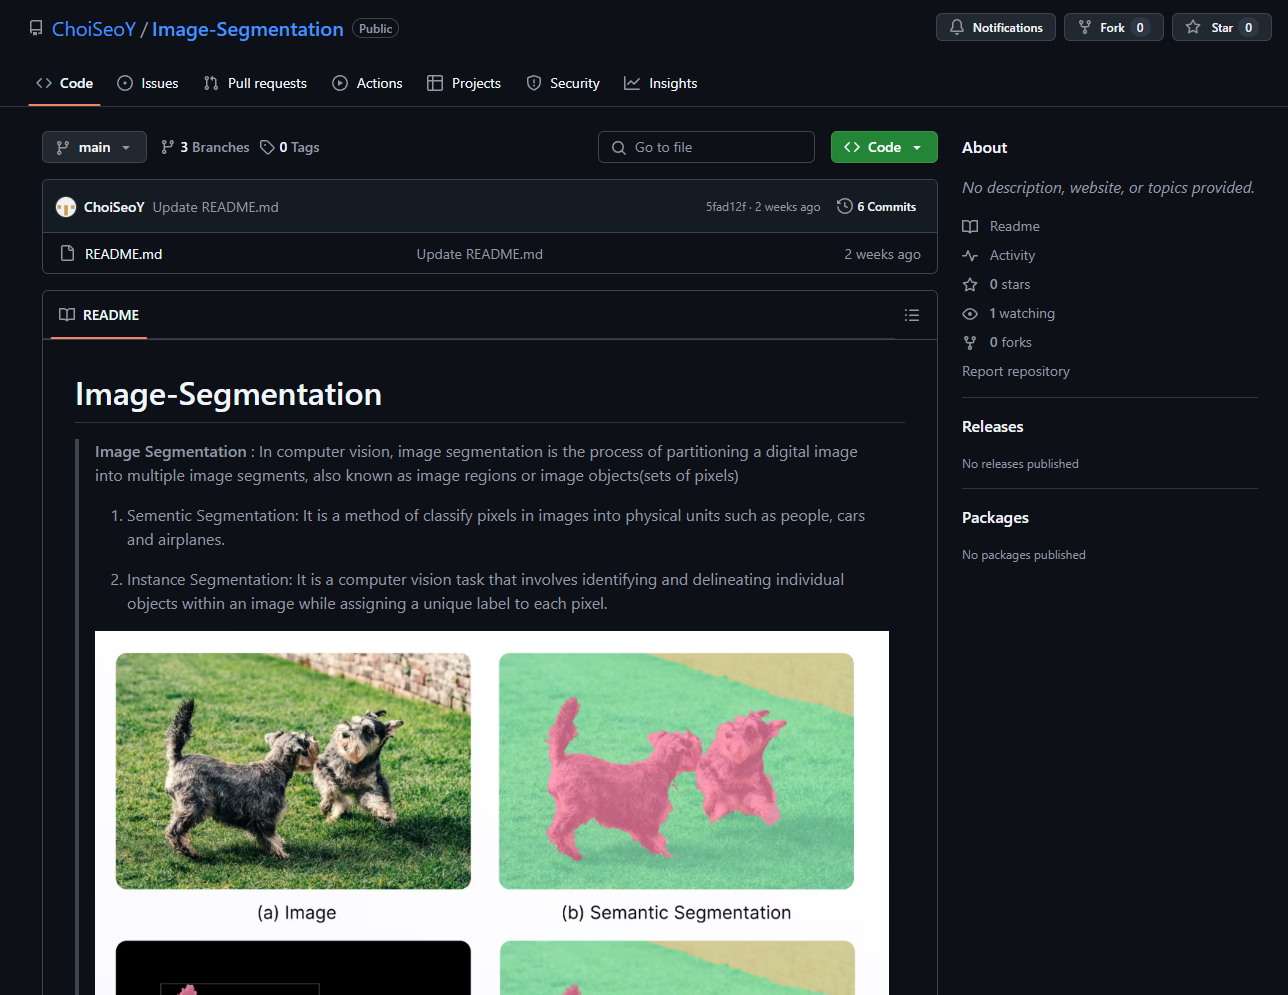 ChoiSeoY / Image-Segmentation Public
Notifications Fork 0 Star 0
Code Issues Pull requests Actions Projects Security Insights
main 3 Branches 0 Tags Go to file Code
ChoiSeoY Update README.md 5fad12f · 2 weeks ago 6 Commits
README.md Update README.md 2 weeks ago
README
Image-Segmentation
Image Segmentation : In computer vision, image segmentation is the process of partitioning a digital image
into multiple image segments, also known as image regions or image objects(sets of pixels)
1. Sementic Segmentation: It is a method of classify pixels in images into physical units such as people, cars
and airplanes.
2. Instance Segmentation: It is a computer vision task that involves identifying and delineating individual
objects within an image while assigning a unique label to each pixel.
(a) Image
(b) Semantic Segmentation
About
No description, website, or topics provided.
Readme
Activity
0 stars
1 watching
0 forks
Report repository
Releases
No releases published
Packages
No packages published